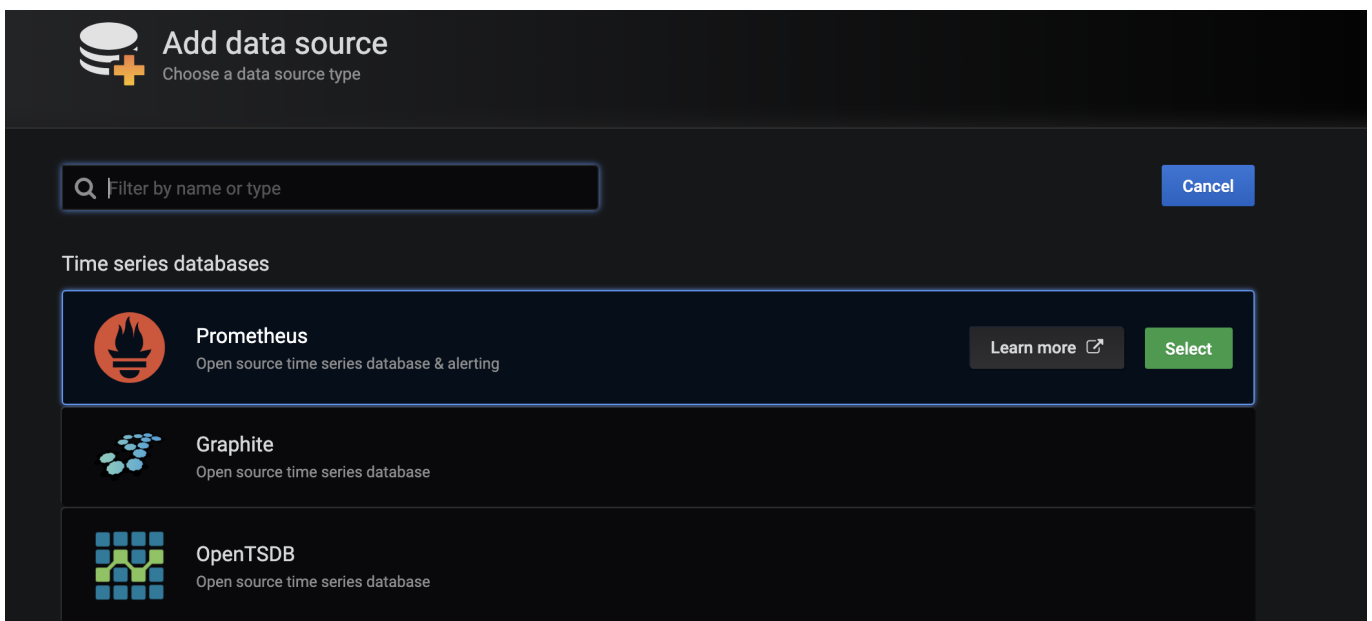 Add data source
Choose a data source type
Filter by name or type
Cancel
Time series databases
Prometheus
Open source time series database & alerting
Learn more
Select
Graphite
Open source time series database
OpenTSDB
Open source time series database